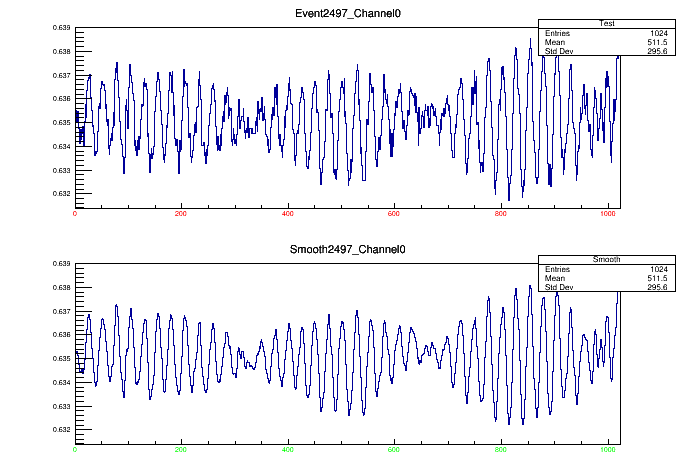 Event2497_Channel0
Test
Entries 1024
Mean 511.5
Std Dev 295.6
0.639
0.638
0.637
0.636
0.635
0.634
0.633
0.632
0 200 400 600 800 1000
Smooth2497_Channel0
Smooth
Entries 1024
Mean 511.5
Std Dev 295.6
0.639
0.638
0.637
0.636
0.635
0.634
0.633
0.632
0 200 400 600 800 1000